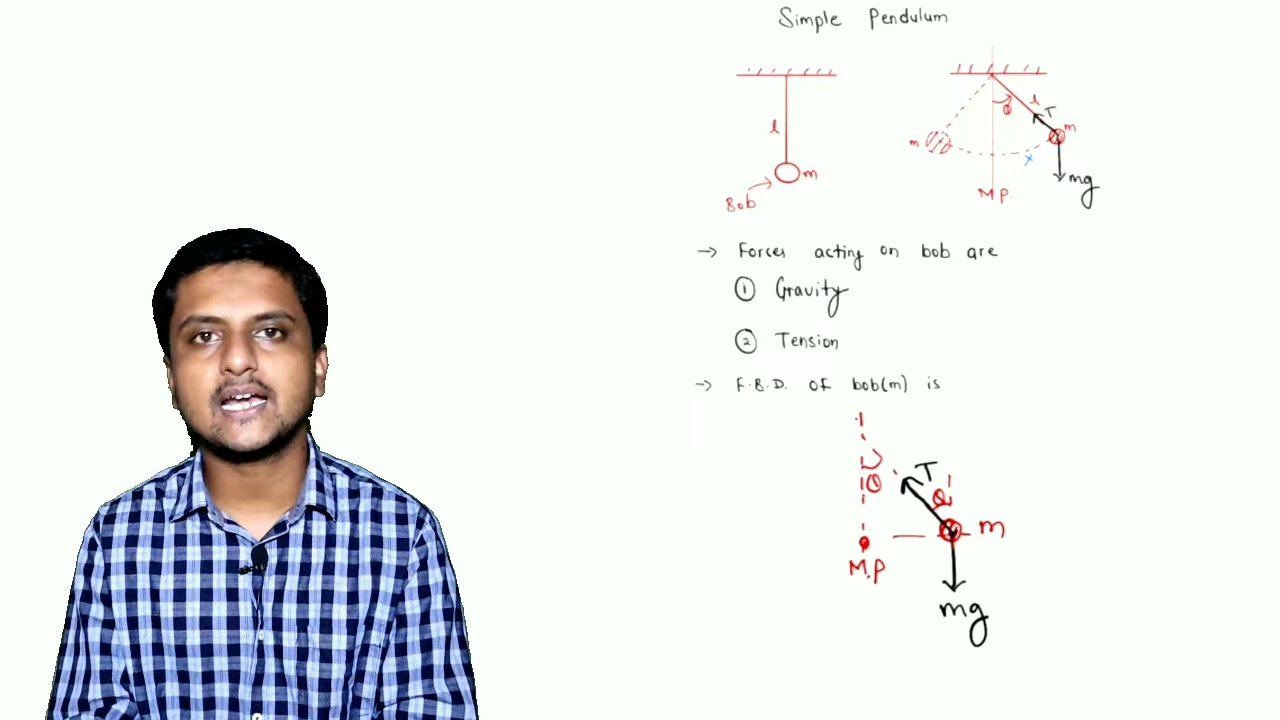 Simple Pendulum
l
m
Bob
θ
l
T
m
m
x
mg
M.P.
→ Forces acting on bob are
① Gravity
② Tension
→ F.B.D. of bob(m) is
θ
T
θ
m
M.P
mg